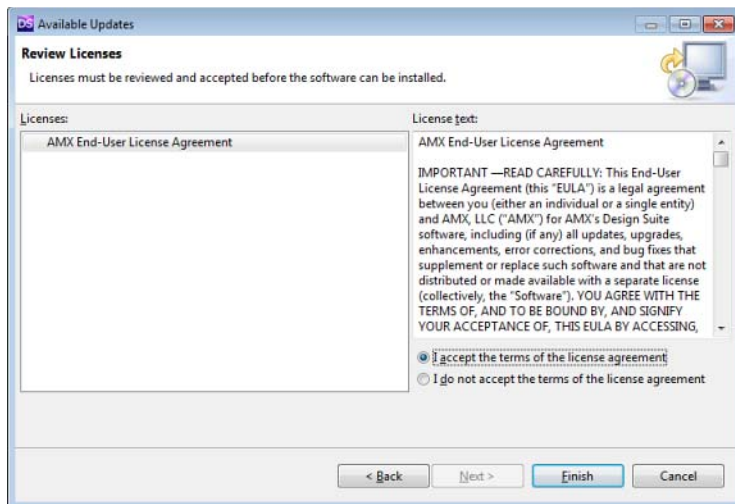 DS Available Updates
Review Licenses
Licenses must be reviewed and accepted before the software can be installed.
Licenses:
AMX End-User License Agreement
License text:
AMX End-User License Agreement
IMPORTANT —READ CAREFULLY: This End-User
License Agreement (this "EULA") is a legal agreement
between you (either an individual or a single entity)
and AMX, LLC ("AMX") for AMX's Design Suite
software, including (if any) all updates, upgrades,
enhancements, error corrections, and bug fixes that
supplement or replace such software and that are not
distributed or made available with a separate license
(collectively, the "Software"). YOU AGREE WITH THE
TERMS OF, AND TO BE BOUND BY, AND SIGNIFY
YOUR ACCEPTANCE OF, THIS EULA BY ACCESSING,
I accept the terms of the license agreement
I do not accept the terms of the license agreement
< Back
Next >
Finish
Cancel